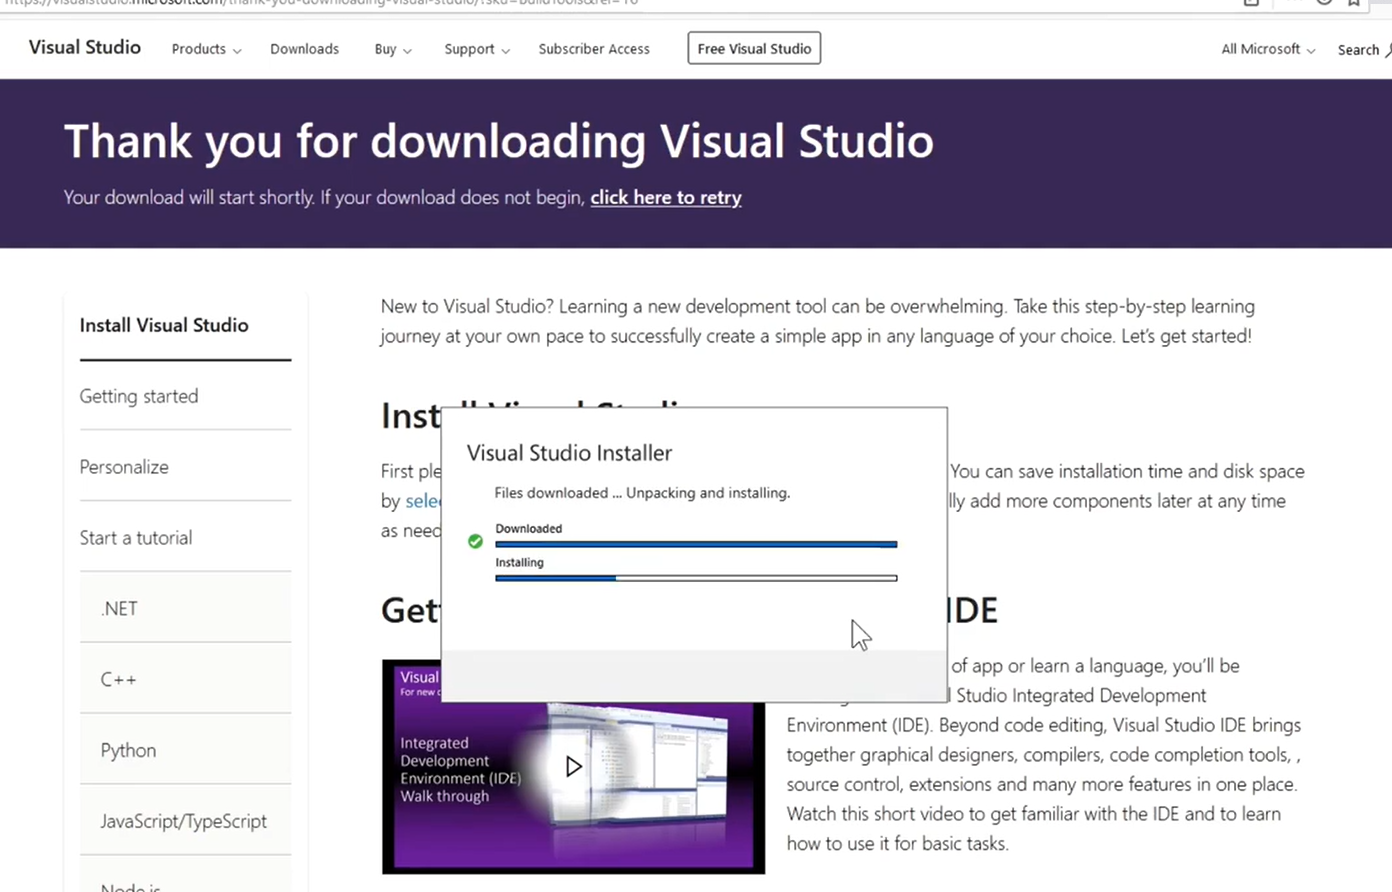 https://visualstudio.microsoft.com/thank-you-downloading-visual-studio/?sku=BuildTools&rel=16
Visual Studio Products Downloads Buy Support Subscriber Access Free Visual Studio All Microsoft Search
Thank you for downloading Visual Studio
Your download will start shortly. If your download does not begin, click here to retry
Install Visual Studio
Getting started
Personalize
Start a tutorial
.NET
C++
Python
JavaScript/TypeScript
Node.js
New to Visual Studio? Learning a new development tool can be overwhelming. Take this step-by-step learning
journey at your own pace to successfully create a simple app in any language of your choice. Let's get started!
Install Visual Studio
First ple
You can save installation time and disk space
by selec
lly add more components later at any time
as need
Visual Studio Installer
Files downloaded ... Unpacking and installing.
Downloaded
Installing
Get
IDE
Visual
For new
Integrated
Development
Environment (IDE)
Walk through
of app or learn a language, you'll be
l Studio Integrated Development
Environment (IDE). Beyond code editing, Visual Studio IDE brings
together graphical designers, compilers, code completion tools, ,
source control, extensions and many more features in one place.
Watch this short video to get familiar with the IDE and to learn
how to use it for basic tasks.